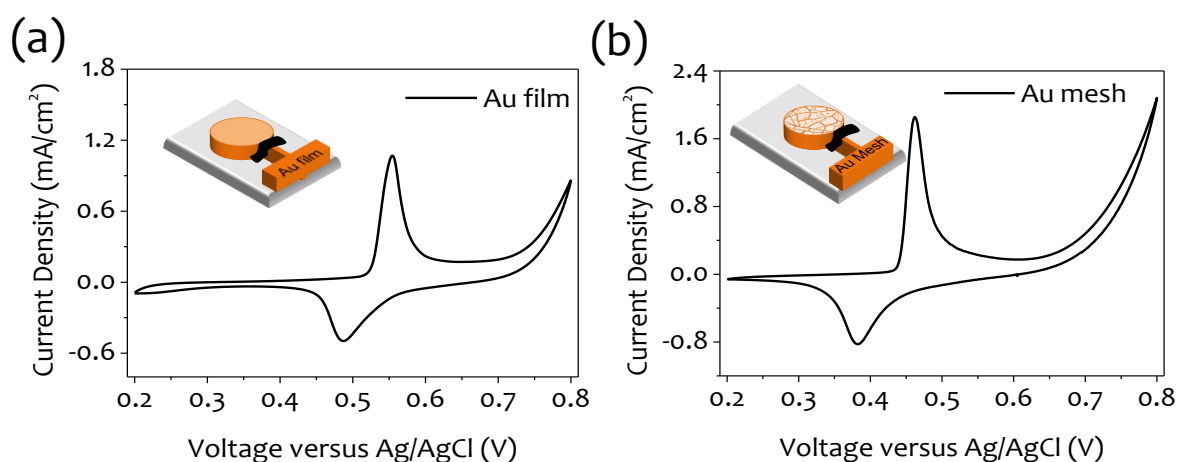 (a)
1.8
1.2
0.6
0.0
-0.6
Current Density (mA/cm²)
Au film
Au film
0.2 0.3 0.4 0.5 0.6 0.7 0.8
Voltage versus Ag/AgCl (V)
(b)
2.4
1.6
0.8
0.0
-0.8
Current Density (mA/cm²)
Au mesh
Au Mesh
0.2 0.3 0.4 0.5 0.6 0.7 0.8
Voltage versus Ag/AgCl (V)